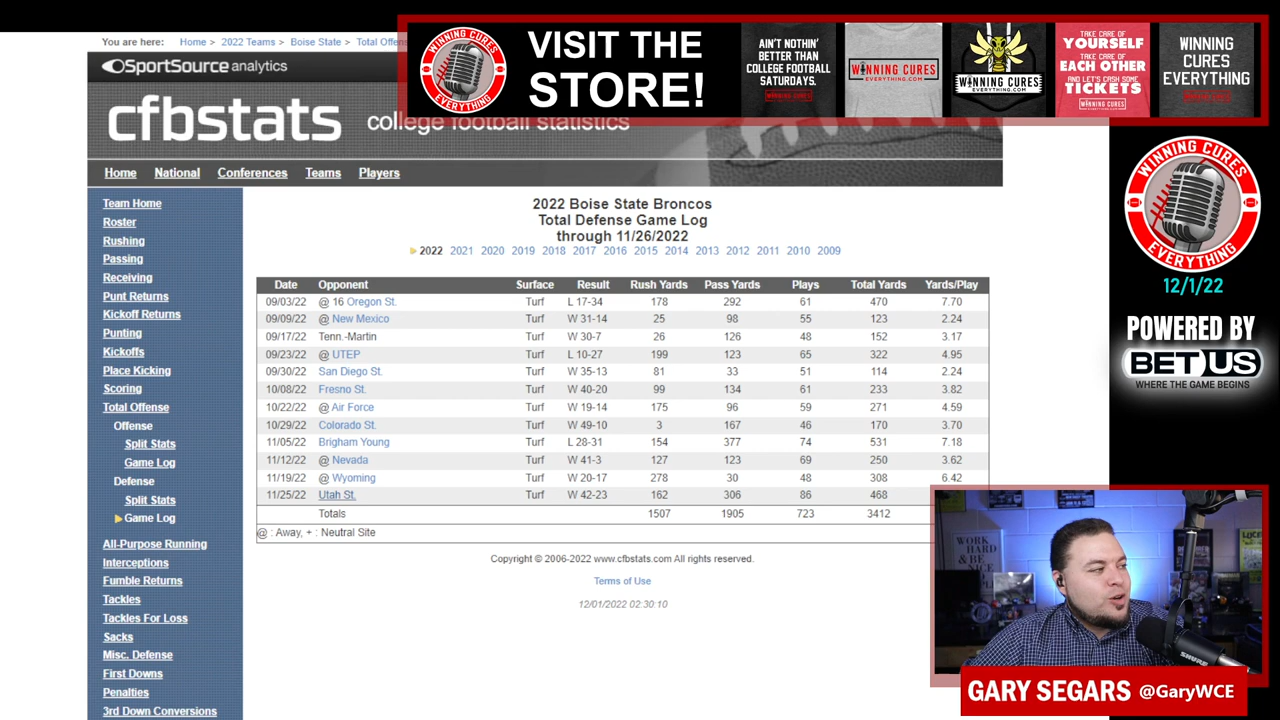 You are here: Home > 2022 Teams > Boise State > Total Offen
SportSource analytics
cfbstats college football statistics
Home National Conferences Teams Players
WINNING CURES
EVERYTHING
VISIT THE
STORE!
AIN'T NOTHIN'
BETTER THAN
COLLEGE FOOTBALL
SATURDAYS.
WINNING CURES
EVERYTHING.COM
WINNING CURES
EVERYTHING.COM
TAKE CARE OF
YOURSELF
TAKE CARE OF
EACH OTHER
AND LET'S CASH SOME
TICKETS
WINNING CURES
WINNING
CURES
EVERYTHING
Team Home
Roster
Rushing
Passing
Receiving
Punt Returns
Kickoff Returns
Punting
Kickoffs
Place Kicking
Scoring
Total Offense
Offense
Split Stats
Game Log
Defense
Split Stats
Game Log
All-Purpose Running
Interceptions
Fumble Returns
Tackles
Tackles For Loss
Sacks
Misc. Defense
First Downs
Penalties
3rd Down Conversions
2022 Boise State Broncos
Total Defense Game Log
through 11/26/2022
2022 2021 2020 2019 2018 2017 2016 2015 2014 2013 2012 2011 2010 2009
Date Opponent Surface Result Rush Yards Pass Yards Plays Total Yards Yards/Play
09/03/22 @ 16 Oregon St. Turf L 17-34 178 292 61 470 7.70
09/09/22 @ New Mexico Turf W 31-14 25 98 55 123 2.24
09/17/22 Tenn.-Martin Turf W 30-7 26 126 48 152 3.17
09/23/22 @ UTEP Turf L 10-27 199 123 65 322 4.95
09/30/22 San Diego St. Turf W 35-13 81 33 51 114 2.24
10/08/22 Fresno St. Turf W 40-20 99 134 61 233 3.82
10/22/22 @ Air Force Turf W 19-14 175 96 59 271 4.59
10/29/22 Colorado St. Turf W 49-10 3 167 46 170 3.70
11/05/22 Brigham Young Turf L 28-31 154 377 74 531 7.18
11/12/22 @ Nevada Turf W 41-3 127 123 69 250 3.62
11/19/22 @ Wyoming Turf W 20-17 278 30 48 308 6.42
11/25/22 Utah St. Turf W 42-23 162 306 86 468
Totals 1507 1905 723 3412
@ : Away, + : Neutral Site
Copyright © 2006-2022 www.cfbstats.com All rights reserved.
Terms of Use
12/01/2022 02:30:10
WINNING CURES
EVERYTHING
12/1/22
POWERED BY
BETUS
WHERE THE GAME BEGINS
WORK
HARD &
BE
SHURE
GARY SEGARS @GaryWCE